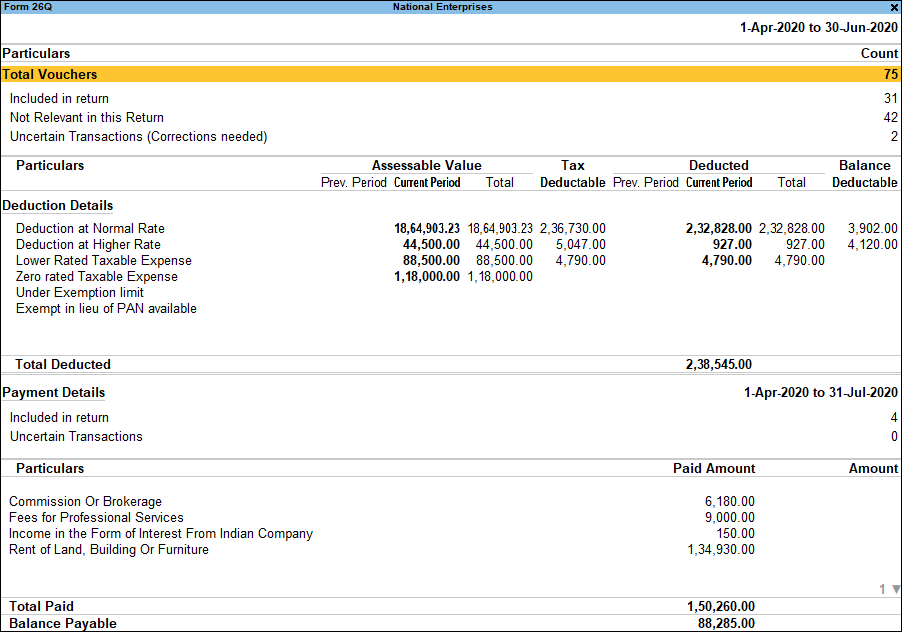 Form 26Q National Enterprises x
1-Apr-2020 to 30-Jun-2020
Particulars Count
Total Vouchers 75
Included in return 31
Not Relevant in this Return 42
Uncertain Transactions (Corrections needed) 2
Particulars Assessable Value Tax Deducted Balance
Prev. Period Current Period Total Deductable Prev. Period Current Period Total Deductable
Deduction Details
Deduction at Normal Rate 18,64,903.23 18,64,903.23 2,36,730.00 2,32,828.00 2,32,828.00 3,902.00
Deduction at Higher Rate 44,500.00 44,500.00 5,047.00 927.00 927.00 4,120.00
Lower Rated Taxable Expense 88,500.00 88,500.00 4,790.00 4,790.00 4,790.00
Zero rated Taxable Expense 1,18,000.00 1,18,000.00
Under Exemption limit
Exempt in lieu of PAN available
Total Deducted 2,38,545.00
Payment Details 1-Apr-2020 to 31-Jul-2020
Included in return 4
Uncertain Transactions 0
Particulars Paid Amount Amount
Commission Or Brokerage 6,180.00
Fees for Professional Services 9,000.00
Income in the Form of Interest From Indian Company 150.00
Rent of Land, Building Or Furniture 1,34,930.00
1 ▼
Total Paid 1,50,260.00
Balance Payable 88,285.00